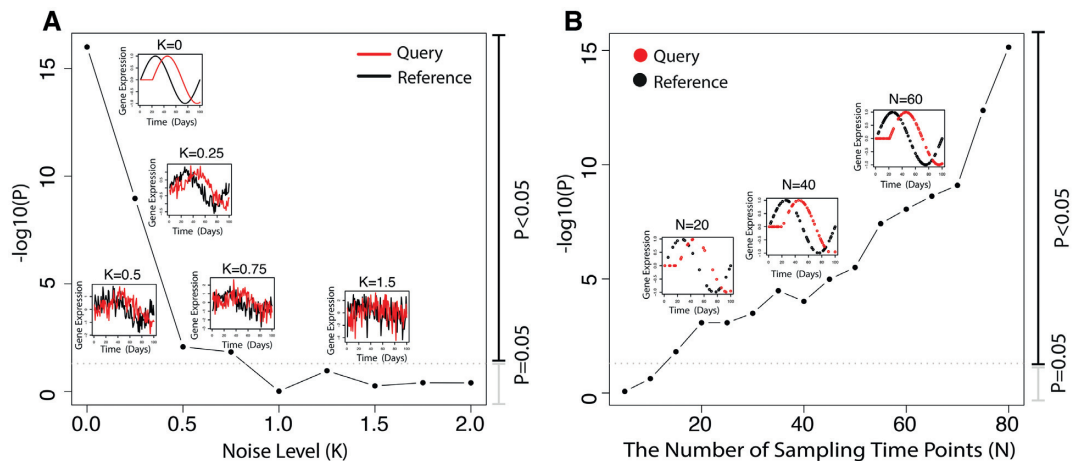 A
K=0
Gene Expression
Time (Days)
Query
Reference
K=0.25
Gene Expression
Time (Days)
K=0.5
Gene Expression
Time (Days)
K=0.75
Gene Expression
Time (Days)
K=1.5
Gene Expression
Time (Days)
-log10(P)
15
10
5
0
0.0 0.5 1.0 1.5 2.0
Noise Level (K)
P<0.05
P=0.05
B
Query
Reference
N=60
Gene Expression
Time (Days)
N=40
Gene Expression
Time (Days)
N=20
Gene Expression
Time (Days)
-log10(P)
15
10
5
0
20 40 60 80
The Number of Sampling Time Points (N)
P<0.05
P=0.05